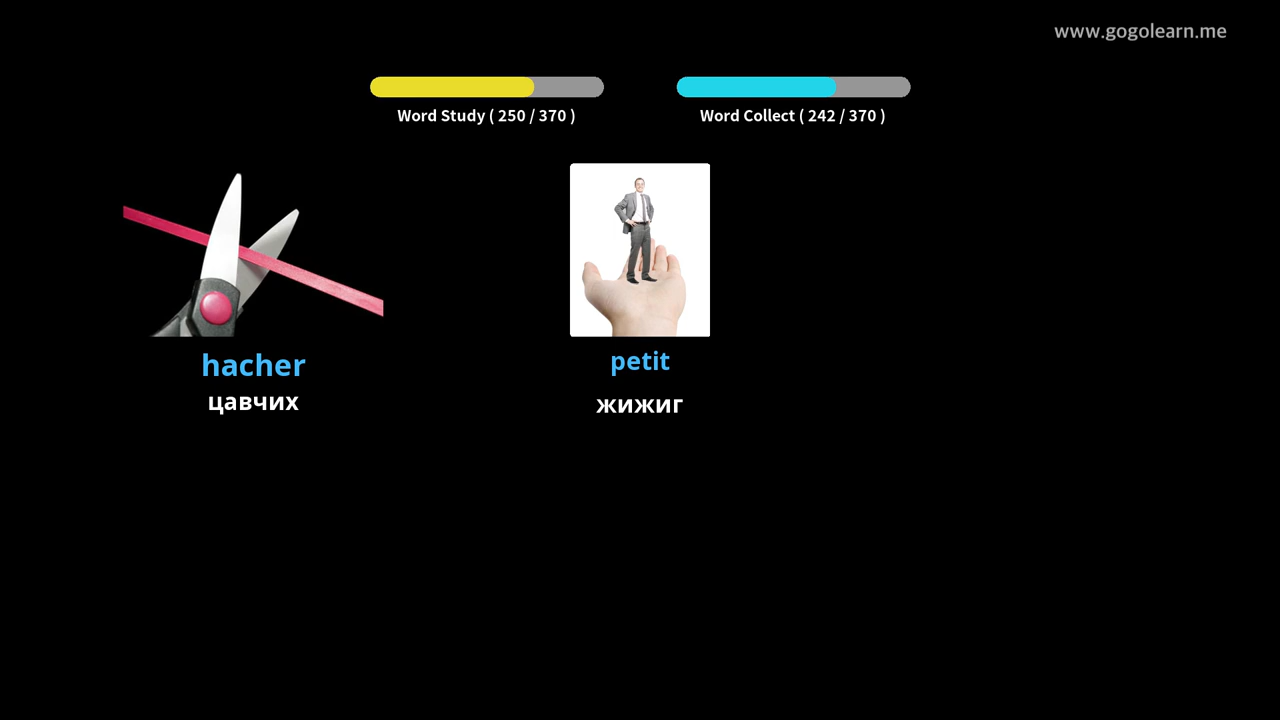 www.gogolearn.me
Word Study ( 250 / 370 )
Word Collect ( 242 / 370 )
hacher
цавчих
petit
жижиг